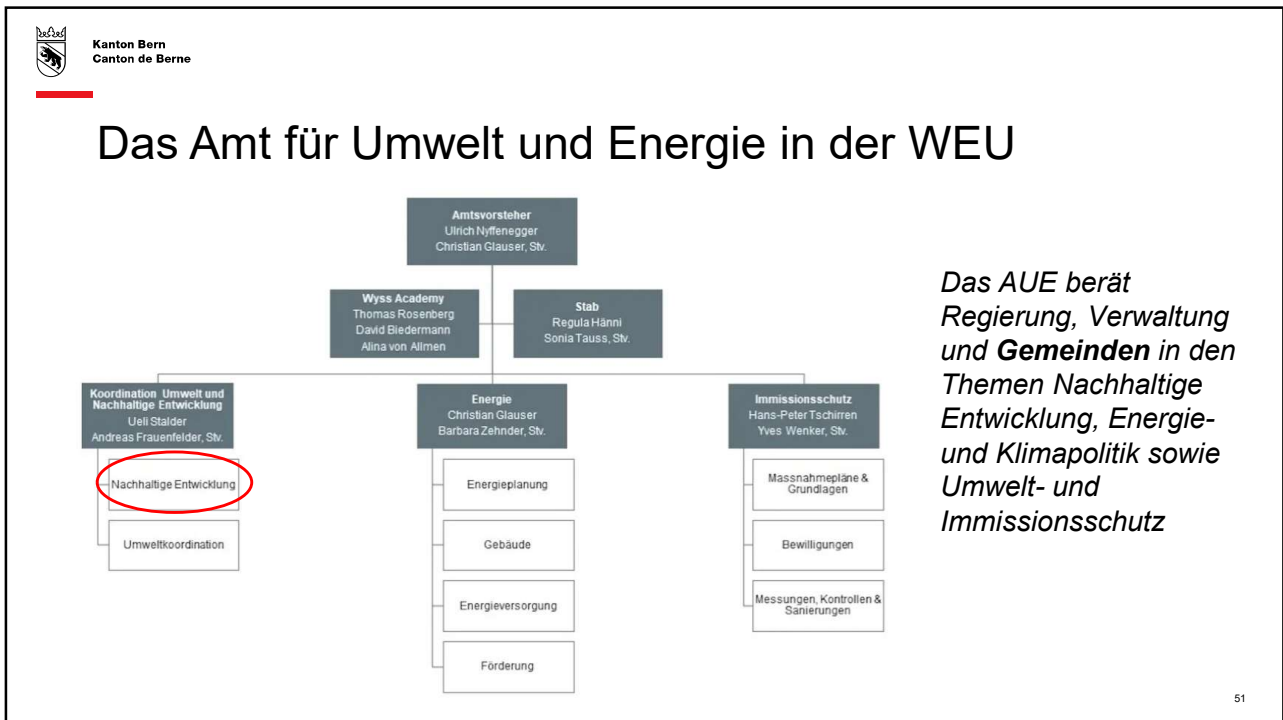 Kanton Bern
Canton de Berne
Das Amt für Umwelt und Energie in der WEU
Amtsvorsteher
Ulrich Nyffenegger
Christian Glauser, Stv.
Wyss Academy
Thomas Rosenberg
David Biedermann
Alina von Allmen
Stab
Regula Hänni
Sonia Tauss, Stv.
Koordination Umwelt und
Nachhaltige Entwicklung
Ueli Stalder
Andreas Frauenfelder, Stv.
Nachhaltige Entwicklung
Umweltkoordination
Energie
Christian Glauser
Barbara Zehnder, Stv.
Energieplanung
Gebäude
Energieversorgung
Förderung
Immissionsschutz
Hans-Peter Tschirren
Yves Wenker, Stv.
Massnahmepläne &
Grundlagen
Bewilligungen
Messungen, Kontrollen &
Sanierungen
Das AUE berät
Regierung, Verwaltung
und Gemeinden in den
Themen Nachhaltige
Entwicklung, Energie-
und Klimapolitik sowie
Umwelt- und
Immissionsschutz
51